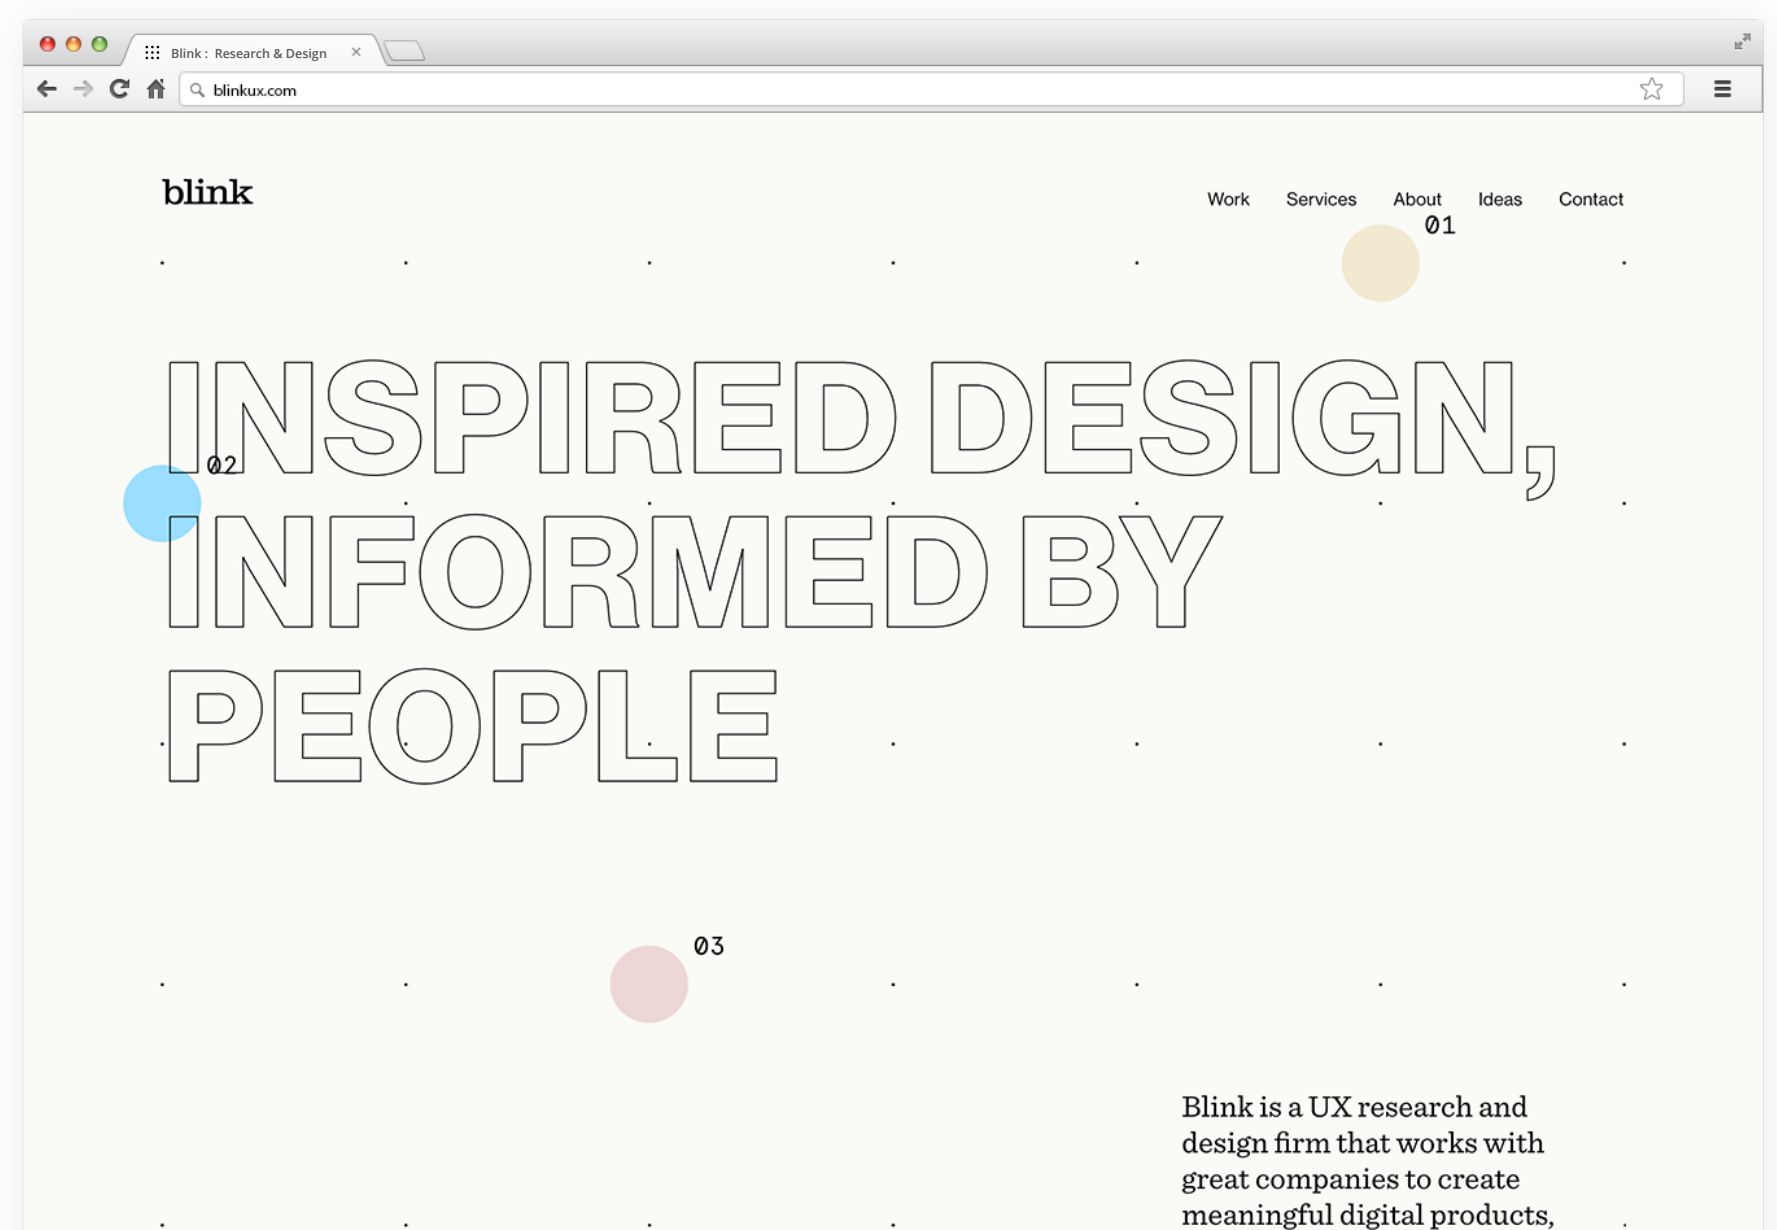 Blink : Research & Design
blinkux.com
blink
Work Services About Ideas Contact
01
INSPIRED DESIGN,
02
INFORMED BY
PEOPLE
03
Blink is a UX research and
design firm that works with
great companies to create
meaningful digital products,